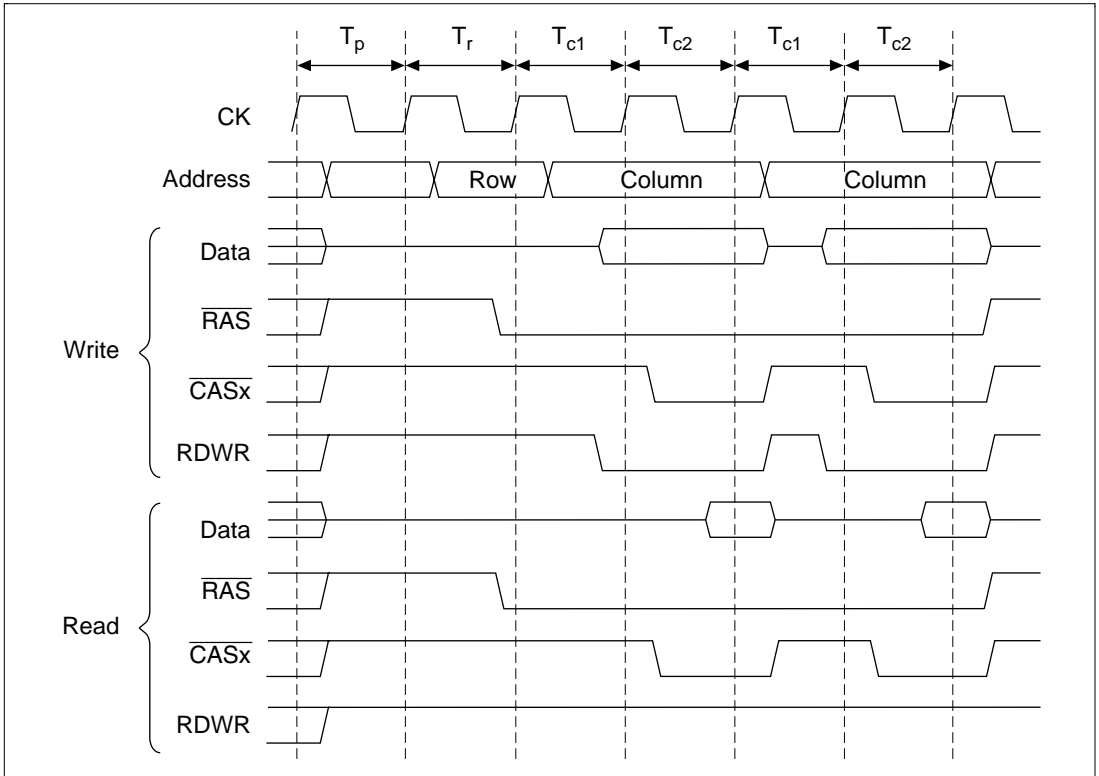 Tp Tr Tc1 Tc2 Tc1 Tc2
CK
Address Row Column Column
Data
RAS
Write
CASx
RDWR
Data
RAS
Read
CASx
RDWR